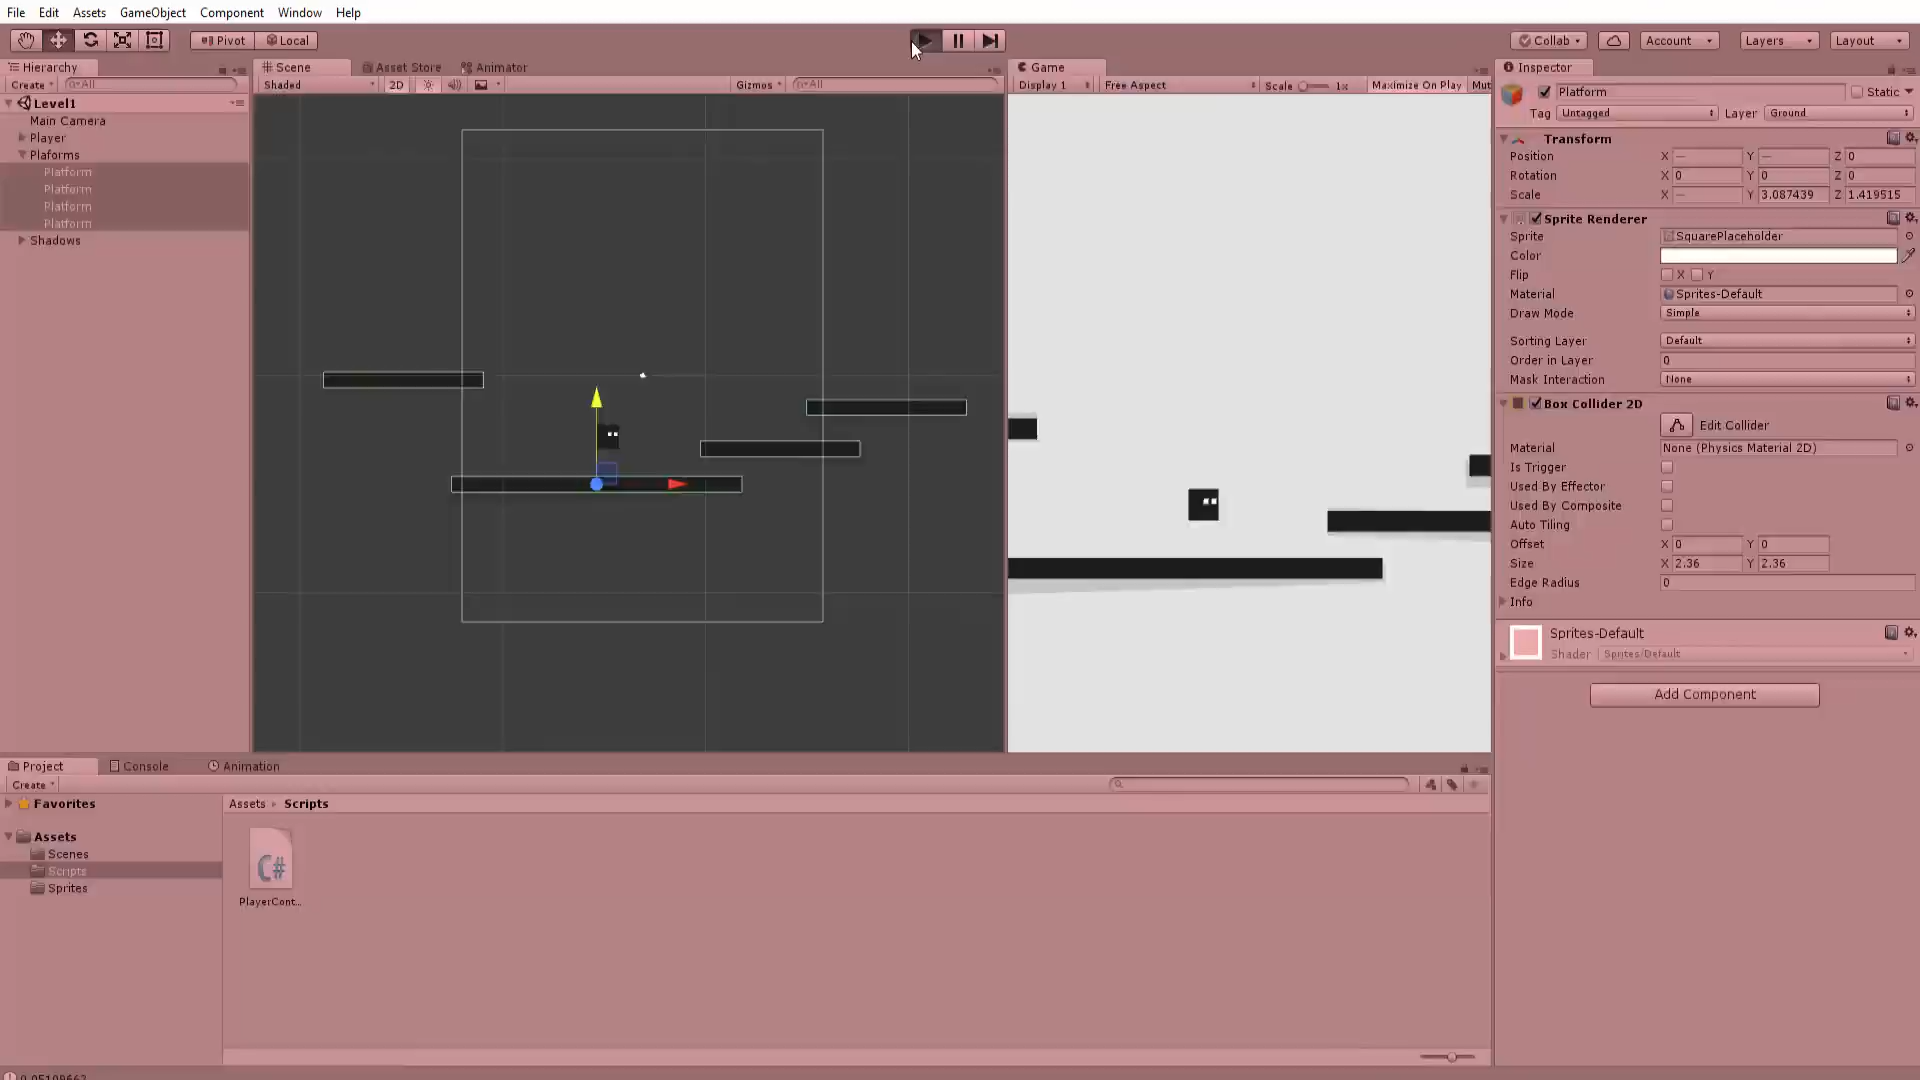 File Edit Assets GameObject Component Window Help
Pivot Local Collab Account Layers Layout
Hierarchy
Create All
Level1
Main Camera
Player
Plaforms
Platform
Platform
Platform
Platform
Shadows
Scene Asset Store Animator
Shaded 2D Gizmos All
Game
Display 1 Free Aspect Scale 1x Maximize On Play Mut
Inspector
Platform Static
Tag Untagged Layer Ground
Transform
Position X — Y — Z 0
Rotation X 0 Y 0 Z 0
Scale X — Y 3.087439 Z 1.419515
Sprite Renderer
Sprite SquarePlaceholder
Color
Flip X Y
Material Sprites-Default
Draw Mode Simple
Sorting Layer Default
Order in Layer 0
Mask Interaction None
Box Collider 2D
Edit Collider
Material None (Physics Material 2D)
Is Trigger
Used By Effector
Used By Composite
Auto Tiling
Offset X 0 Y 0
Size X 2.36 Y 2.36
Edge Radius 0
Info
Sprites-Default
Shader Sprites/Default
Add Component
Project Console Animation
Create
Favorites
Assets
Scenes
Scripts
Sprites
Assets Scripts
C#
PlayerCont...